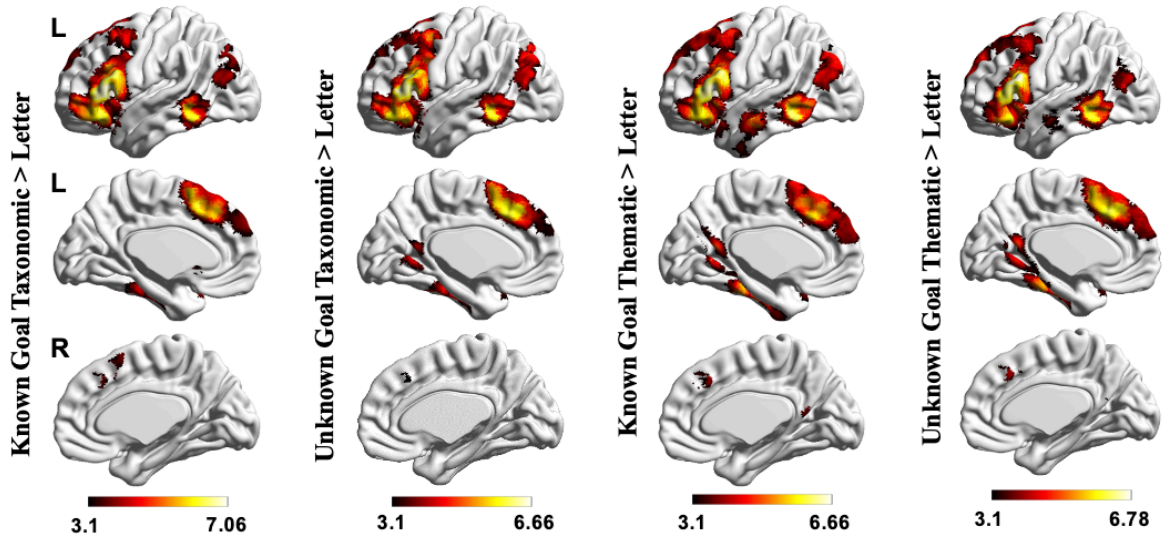 L
L
R
Known Goal Taxonomic > Letter
3.1 7.06
Unknown Goal Taxonomic > Letter
3.1 6.66
Known Goal Thematic > Letter
3.1 6.66
Unknown Goal Thematic > Letter
3.1 6.78